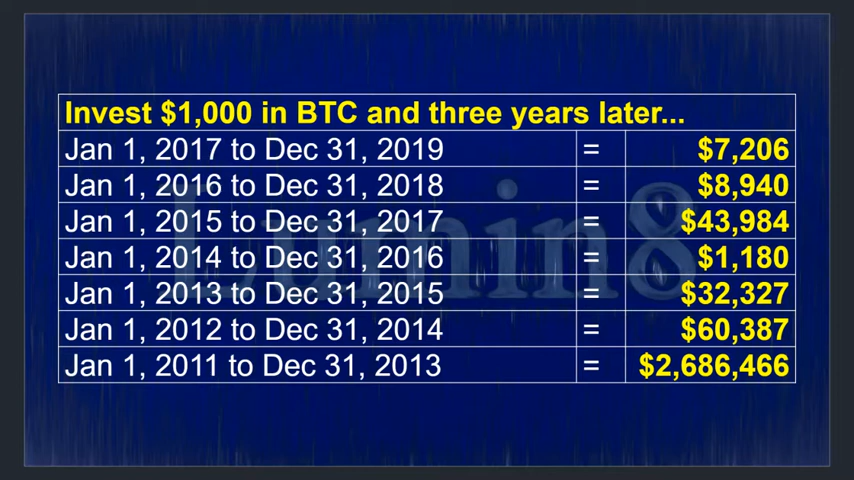 Invest $1,000 in BTC and three years later...
Jan 1, 2017 to Dec 31, 2019 = $7,206
Jan 1, 2016 to Dec 31, 2018 = $8,940
Jan 1, 2015 to Dec 31, 2017 = $43,984
Jan 1, 2014 to Dec 31, 2016 = $1,180
Jan 1, 2013 to Dec 31, 2015 = $32,327
Jan 1, 2012 to Dec 31, 2014 = $60,387
Jan 1, 2011 to Dec 31, 2013 = $2,686,466
Lumin8